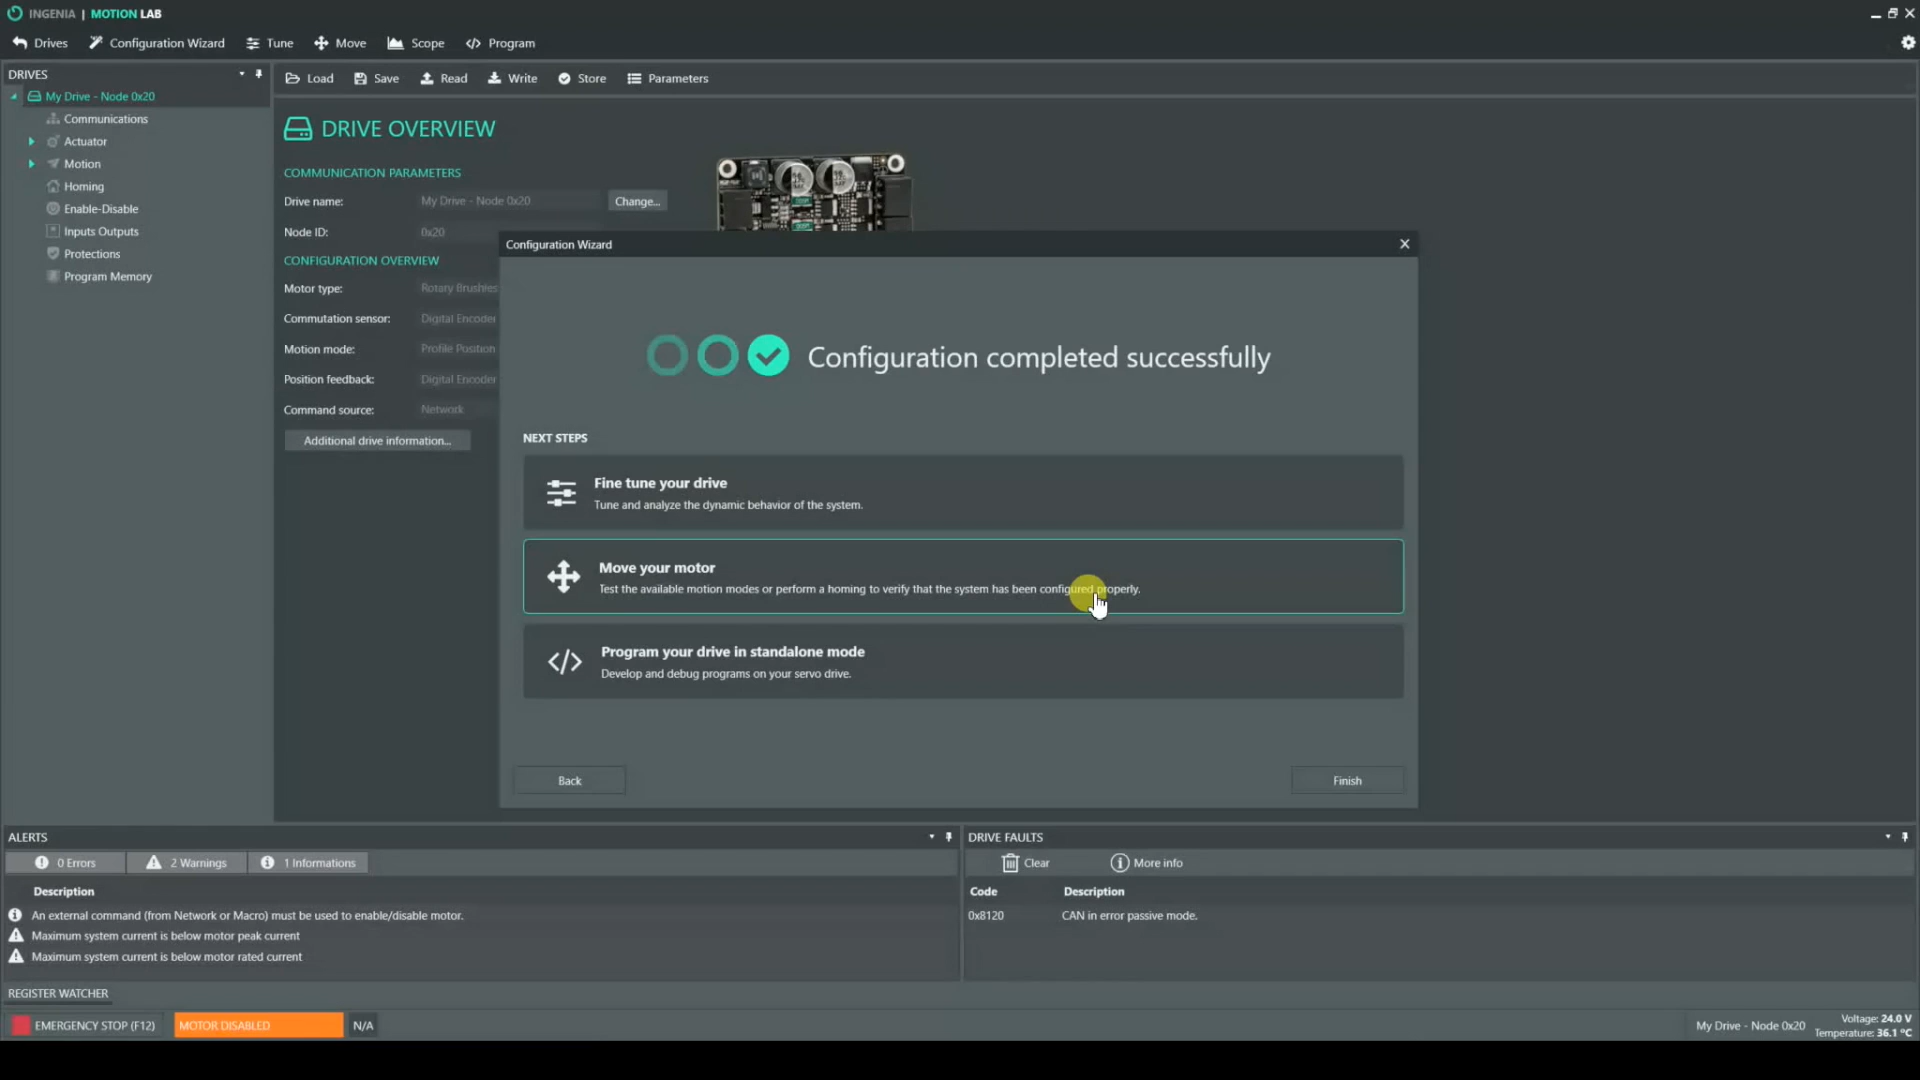 INGENIA | MOTION LAB
Drives Configuration Wizard Tune Move Scope Program
DRIVES
My Drive - Node 0x20
Communications
Actuator
Motion
Homing
Enable-Disable
Inputs Outputs
Protections
Program Memory
Load Save Read Write Store Parameters
DRIVE OVERVIEW
COMMUNICATION PARAMETERS
Drive name: My Drive - Node 0x20 Change...
Node ID: 0x20
CONFIGURATION OVERVIEW
Motor type: Rotary Brushles
Commutation sensor: Digital Encoder
Motion mode: Profile Position
Position feedback: Digital Encoder
Command source: Network
Additional drive information...
Configuration Wizard
Configuration completed successfully
NEXT STEPS
Fine tune your drive
Tune and analyze the dynamic behavior of the system.
Move your motor
Test the available motion modes or perform a homing to verify that the system has been configured properly.
</> Program your drive in standalone mode
Develop and debug programs on your servo drive.
Back Finish
ALERTS
0 Errors 2 Warnings 1 Informations
Description
An external command (from Network or Macro) must be used to enable/disable motor.
Maximum system current is below motor peak current
Maximum system current is below motor rated current
DRIVE FAULTS
Clear More info
Code Description
0x8120 CAN in error passive mode.
REGISTER WATCHER
EMERGENCY STOP (F12) MOTOR DISABLED N/A
My Drive - Node 0x20
Voltage: 24.0 V
Temperature: 36.1 ºC